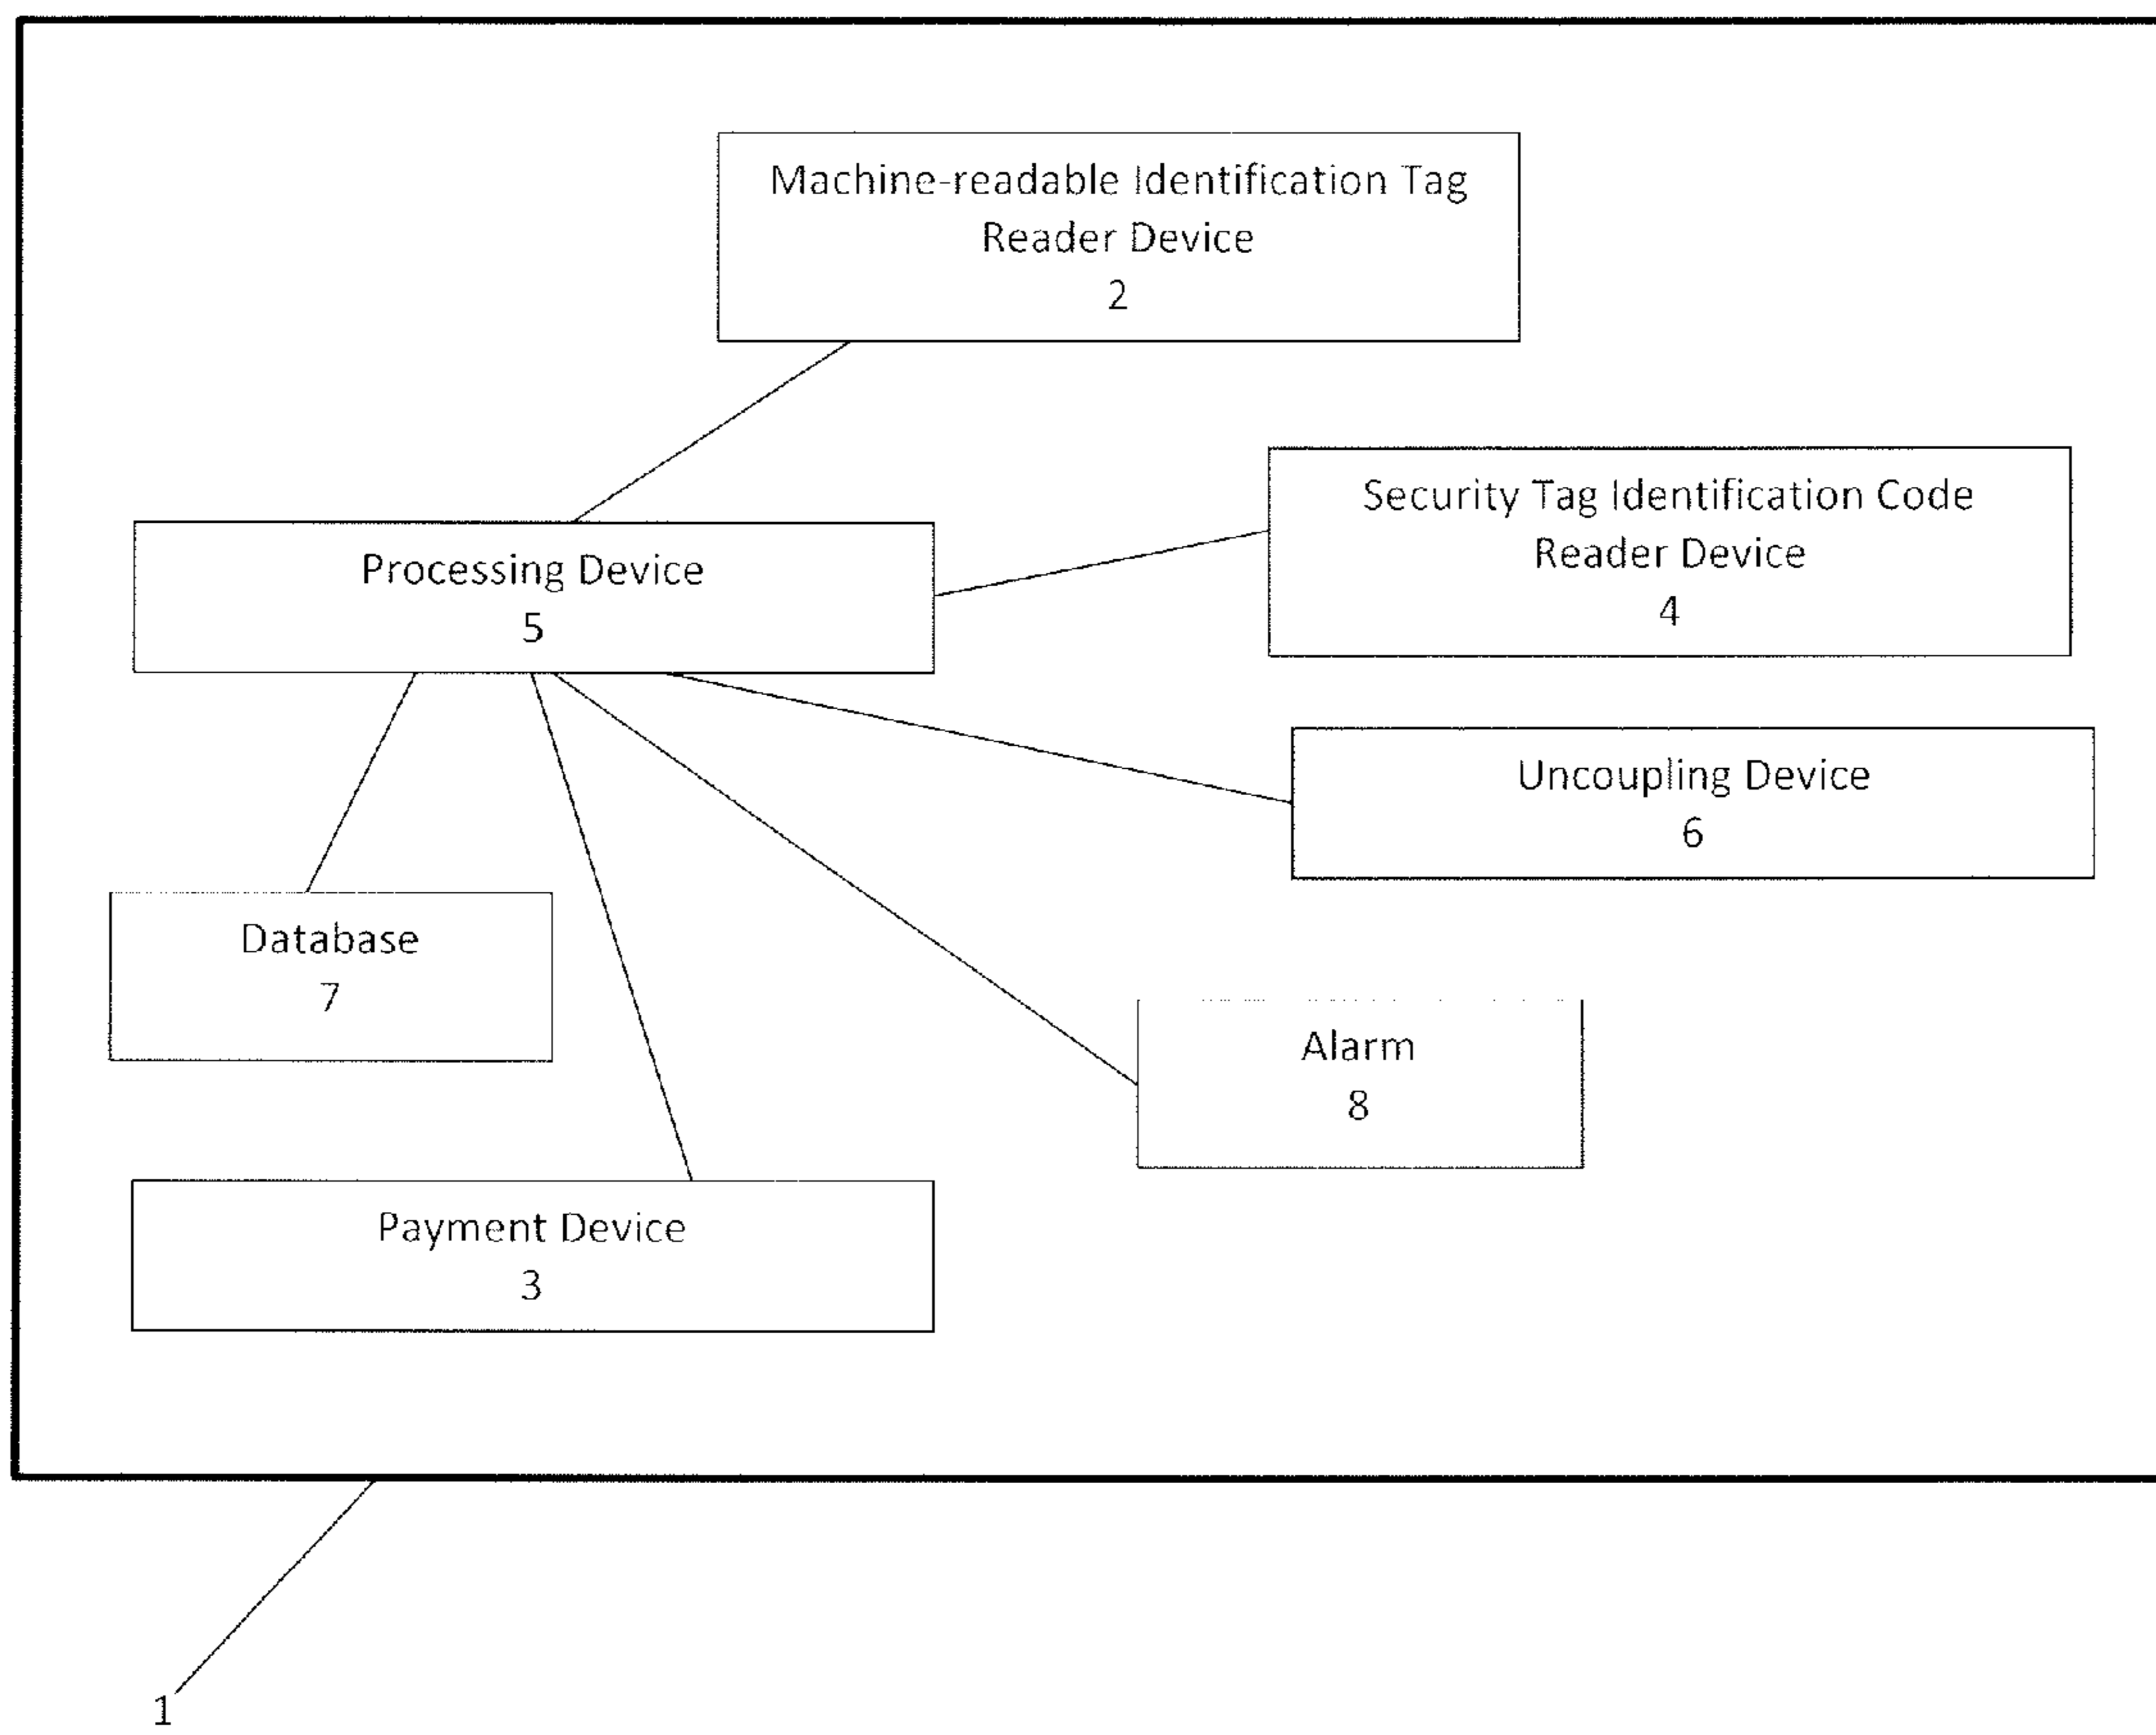 Machine-readable Identification Tag
Reader Device
2
Security Tag Identification Code
Reader Device
4
Processing Device
5
Uncoupling Device
6
Database
7
Alarm
8
Payment Device
3
1